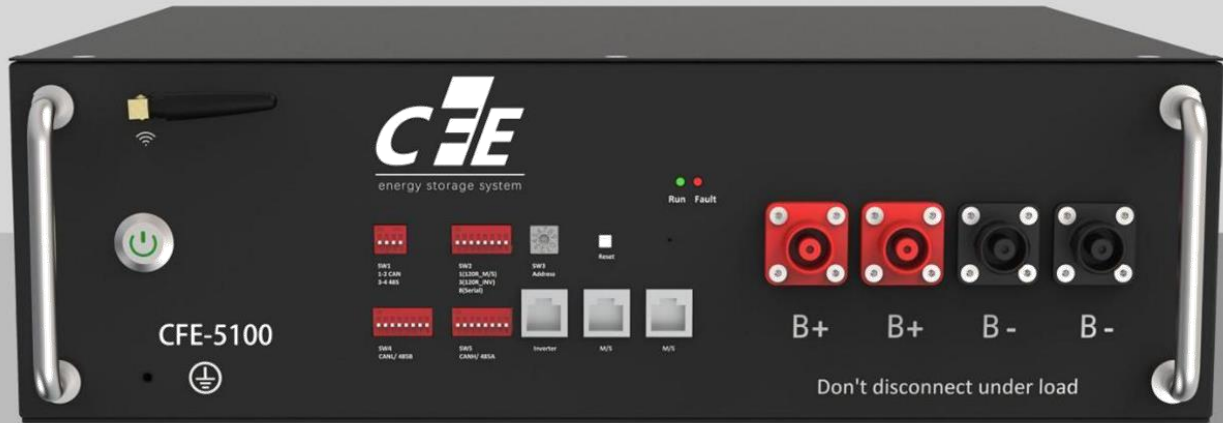 CFE
energy storage system
Run Fault
SW1
1-2 CAN
3-4 485
SW2
1(120R_M/S)
3(120R_INV)
8(Serial)
SW3
Address
Reset
CFE-5100
SW4
CANL/ 485B
SW5
CANH/ 485A
Inverter
M/S
M/S
B+
B+
B-
B-
Don't disconnect under load